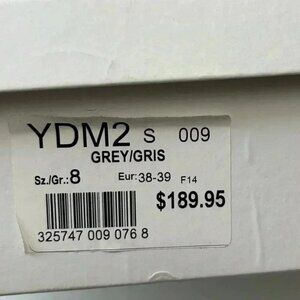 YDM2 S 009
GREY/GRIS
Sz./Gr.: 8 Eur: 38-39 F14
$189.95
325747 009 076 8